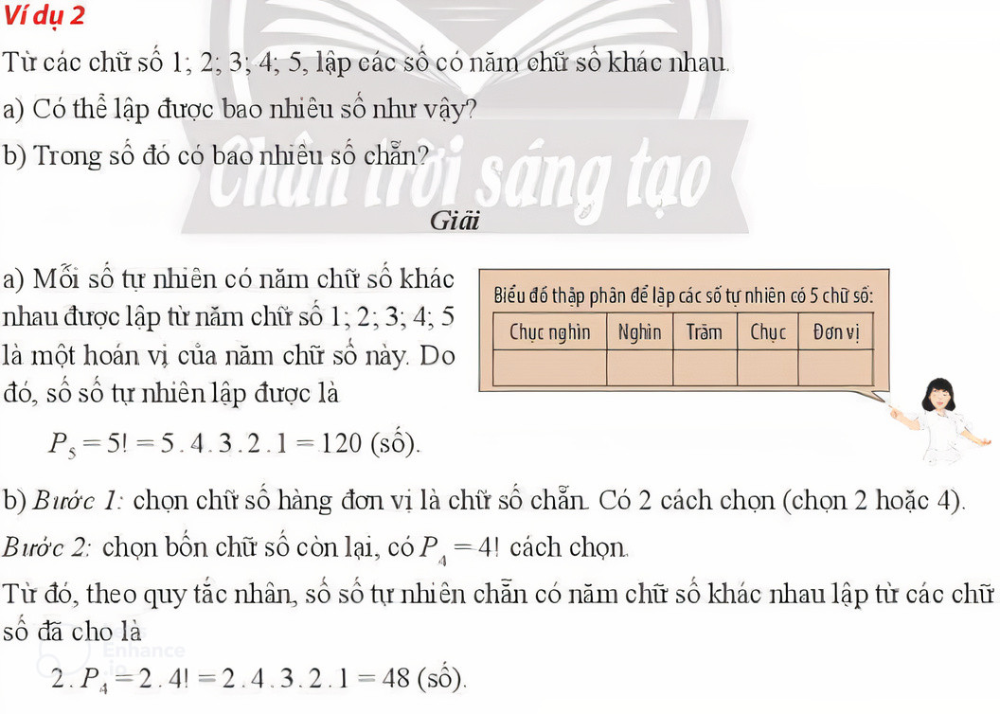 Ví dụ 2
Từ các chữ số 1; 2; 3; 4; 5, lập các số có năm chữ số khác nhau.
a) Có thể lập được bao nhiêu số như vậy?
b) Trong số đó có bao nhiêu số chẵn?
Chân trời sáng tạo
Giải
a) Mỗi số tự nhiên có năm chữ số khác
nhau được lập từ năm chữ số 1; 2; 3; 4; 5
là một hoán vị của năm chữ số này. Do
đó, số số tự nhiên lập được là
P₅ = 5! = 5 . 4 . 3 . 2 . 1 = 120 (số).
Biểu đồ thập phân để lập các số tự nhiên có 5 chữ số:
Chục nghìn Nghìn Trăm Chục Đơn vị
b) Bước 1: chọn chữ số hàng đơn vị là chữ số chẵn. Có 2 cách chọn (chọn 2 hoặc 4).
Bước 2: chọn bốn chữ số còn lại, có P₄ = 4! cách chọn.
Từ đó, theo quy tắc nhân, số số tự nhiên chẵn có năm chữ số khác nhau lập từ các chữ
số đã cho là
Enhance
.io
2 . P₄ = 2 . 4! = 2 . 4 . 3 . 2 . 1 = 48 (số).